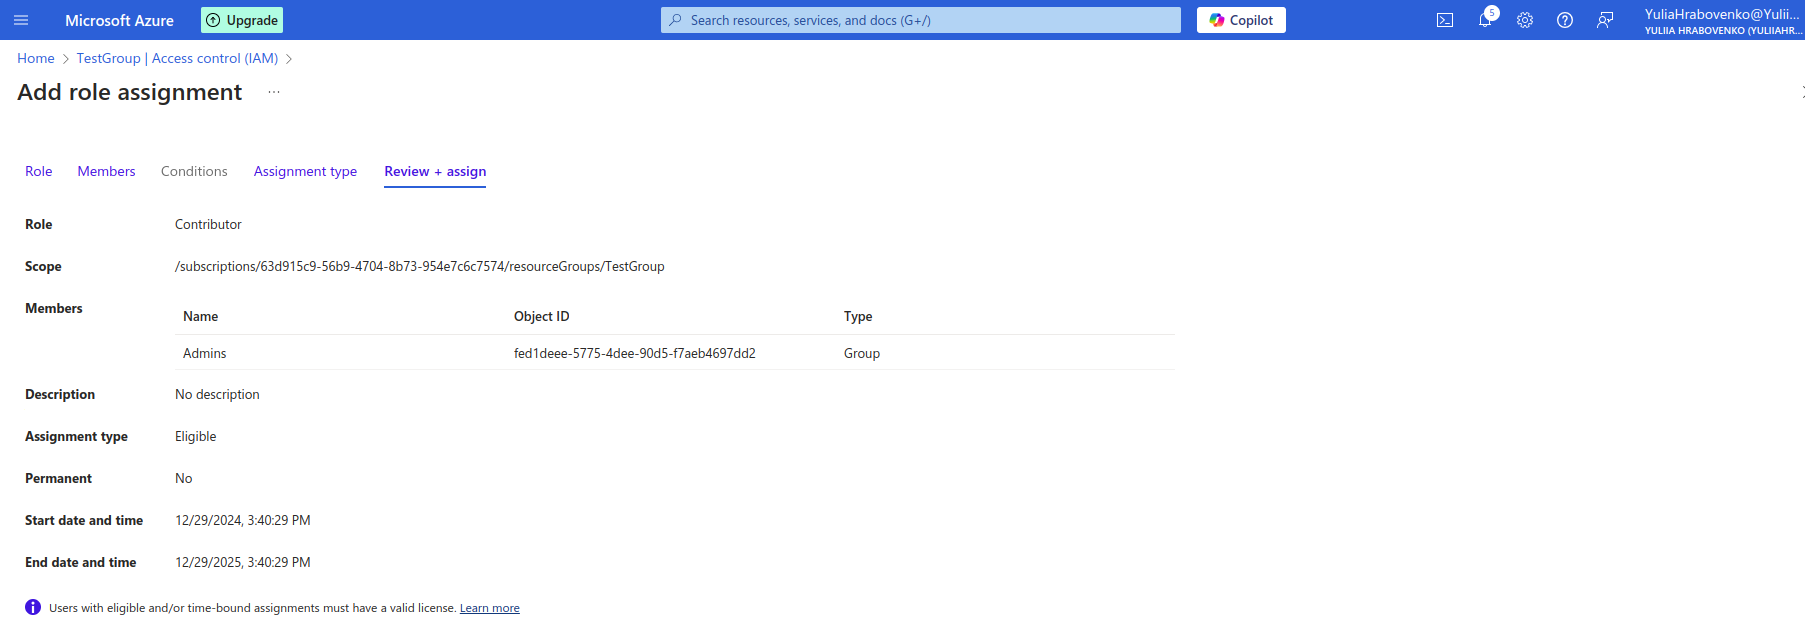 Microsoft Azure Upgrade Search resources, services, and docs (G+/) Copilot 5 YuliaHrabovenko@Yulii...
YULIIA HRABOVENKO (YULIIAHR...
Home > TestGroup | Access control (IAM) >
Add role assignment ...
Role Members Conditions Assignment type Review + assign
Role Contributor
Scope /subscriptions/63d915c9-56b9-4704-8b73-954e7c6c7574/resourceGroups/TestGroup
Members
Name Object ID Type
Admins fed1deee-5775-4dee-90d5-f7aeb4697dd2 Group
Description No description
Assignment type Eligible
Permanent No
Start date and time 12/29/2024, 3:40:29 PM
End date and time 12/29/2025, 3:40:29 PM
Users with eligible and/or time-bound assignments must have a valid license. Learn more